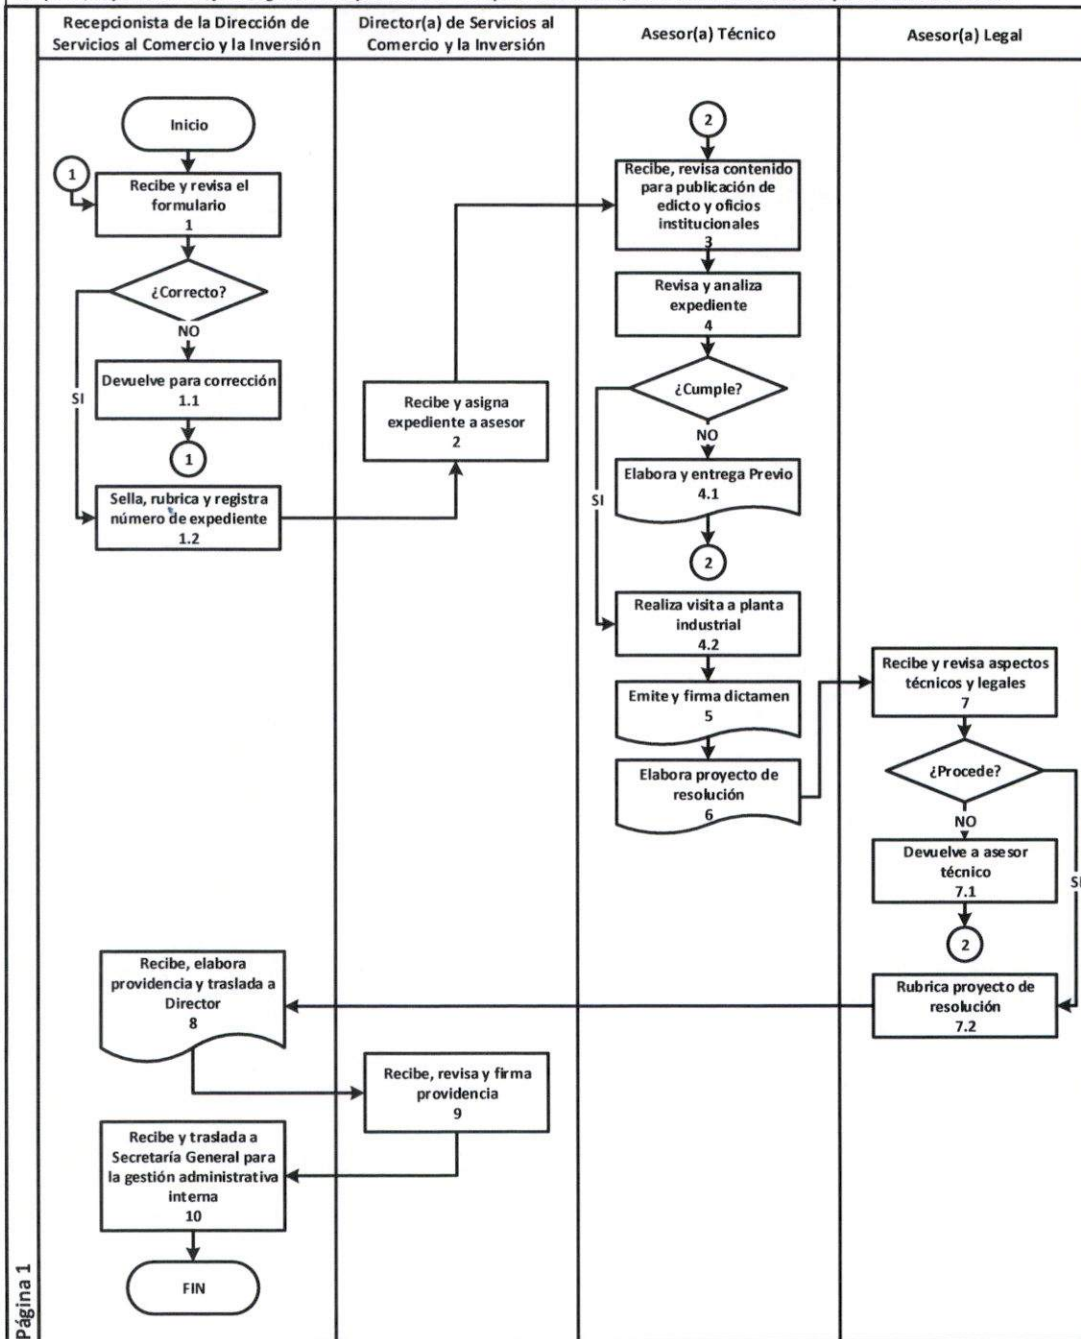 Recepcionista de la Dirección de
Servicios al Comercio y la Inversión
Director(a) de Servicios al
Comercio y la Inversión
Asesor(a) Técnico
Asesor(a) Legal
Inicio
1
Recibe y revisa el
formulario
1
¿Correcto?
NO
SI
Devuelve para corrección
1.1
1
Sella, rubrica y registra
número de expediente
1.2
Recibe y asigna
expediente a asesor
2
2
Recibe, revisa contenido
para publicación de
edicto y oficios
institucionales
3
Revisa y analiza
expediente
4
¿Cumple?
NO
SI
Elabora y entrega Previo
4.1
2
Realiza visita a planta
industrial
4.2
Emite y firma dictamen
5
Elabora proyecto de
resolución
6
Recibe y revisa aspectos
técnicos y legales
7
¿Procede?
NO
SI
Devuelve a asesor
técnico
7.1
2
Rubrica proyecto de
resolución
7.2
Recibe, elabora
providencia y traslada a
Director
8
Recibe, revisa y firma
providencia
9
Recibe y traslada a
Secretaría General para
la gestión administrativa
interna
10
FIN
Página 1